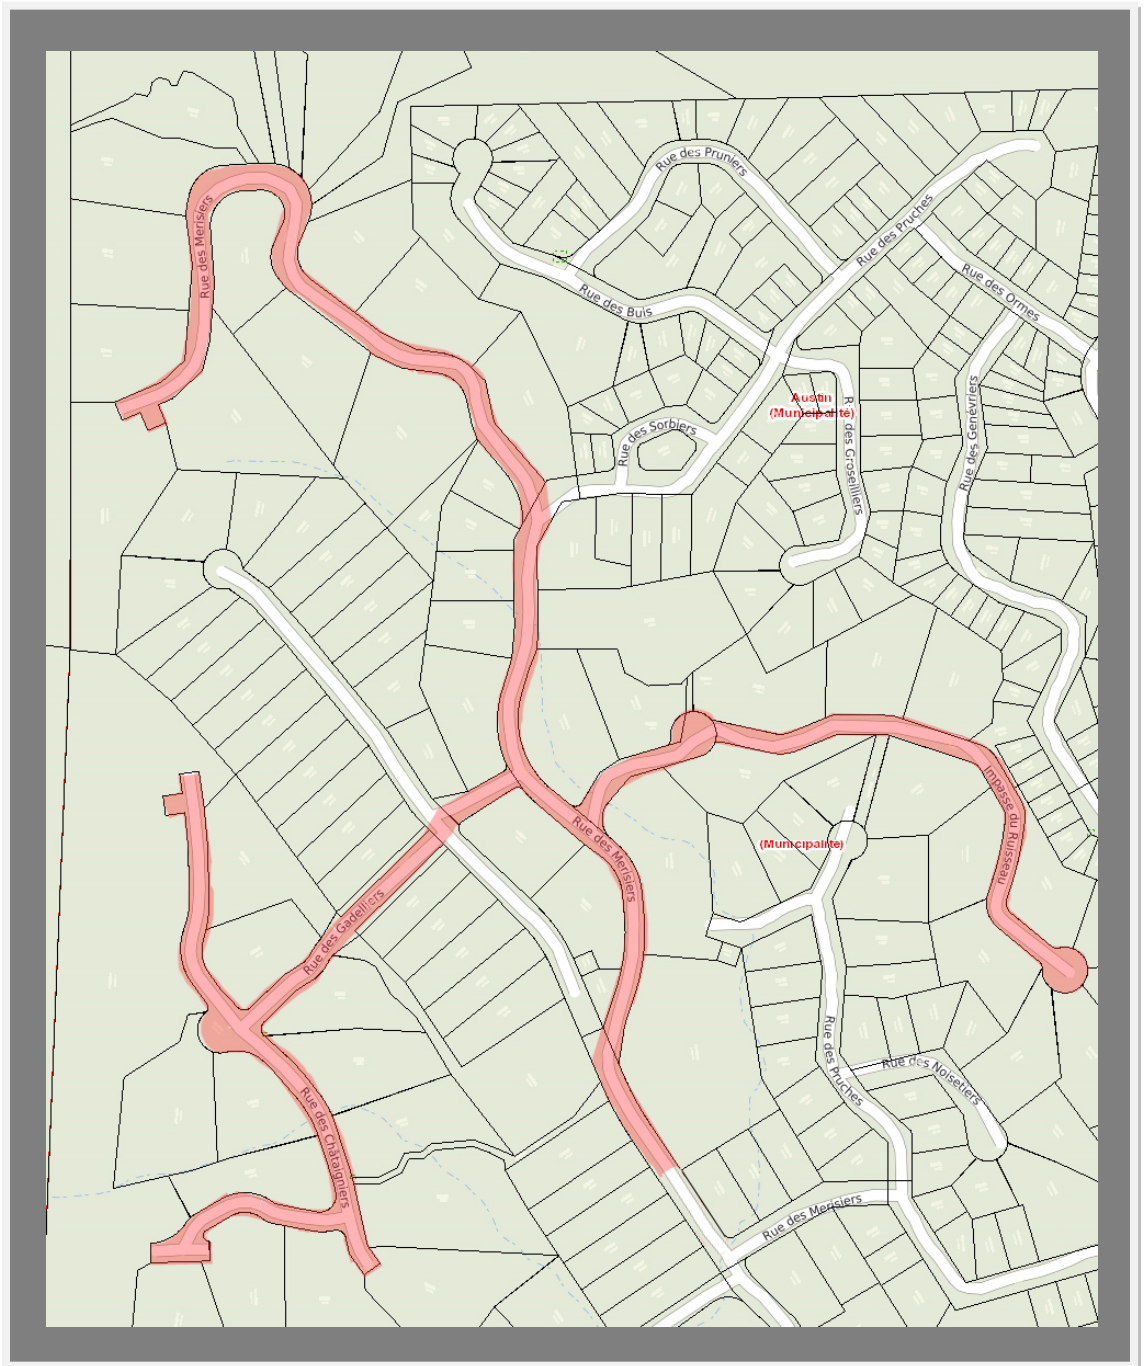 Rue des Pruniers
Rue des Merisiers
Rue des Pruches
Rue des Buis
Rue des Ormes
Austin
(Municipalité)
Rue des Sorbiers
Rue des Genévriers
Rue des Groseilliers
Impasse du Ruisseau
Rue des Merisiers
(Municipalité)
Rue des Gadelliers
Rue des Pruches
Rue des Noisetiers
Rue des Châtaigniers
Rue des Merisiers